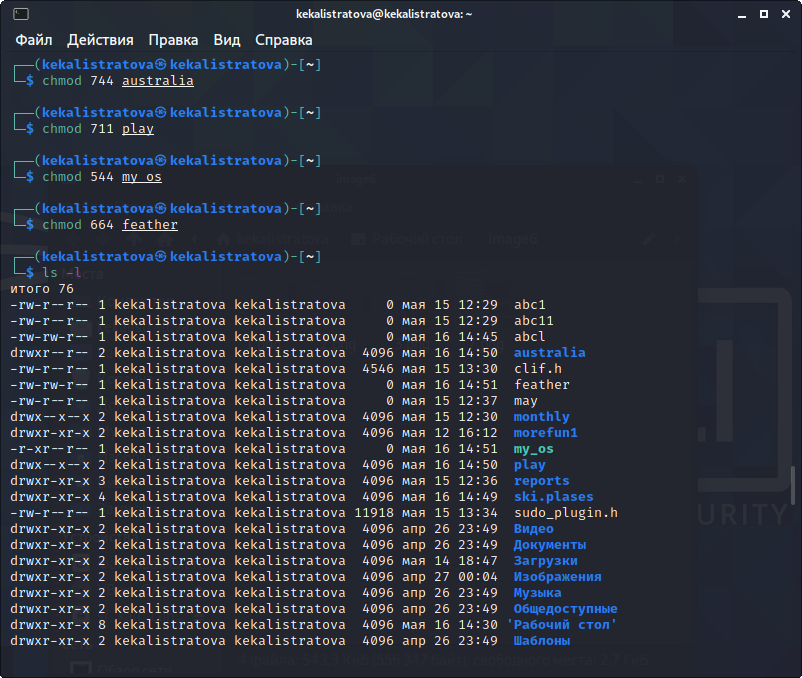 kekalistratova@kekalistratova: ~
Файл Действия Правка Вид Справка
┌──(kekalistratova㉿kekalistratova)-[~]
└─$ chmod 744 australia
┌──(kekalistratova㉿kekalistratova)-[~]
└─$ chmod 711 play
┌──(kekalistratova㉿kekalistratova)-[~]
└─$ chmod 544 my_os
┌──(kekalistratova㉿kekalistratova)-[~]
└─$ chmod 664 feather
┌──(kekalistratova㉿kekalistratova)-[~]
└─$ ls -l
итого 76
-rw-r--r-- 1 kekalistratova kekalistratova     0 мая 15 12:29  abc1
-rw-r--r-- 1 kekalistratova kekalistratova     0 мая 15 12:29  abc11
-rw-rw-r-- 1 kekalistratova kekalistratova     0 мая 16 14:45  abcl
drwxr--r-- 2 kekalistratova kekalistratova  4096 мая 16 14:50  australia
-rw-r--r-- 1 kekalistratova kekalistratova  4546 мая 15 13:30  clif.h
-rw-rw-r-- 1 kekalistratova kekalistratova     0 мая 16 14:51  feather
-rw-r--r-- 1 kekalistratova kekalistratova     0 мая 15 12:37  may
drwx--x--x 2 kekalistratova kekalistratova  4096 мая 15 12:30  monthly
drwxr-xr-x 2 kekalistratova kekalistratova  4096 мая 12 16:12  morefun1
-r-xr--r-- 1 kekalistratova kekalistratova     0 мая 16 14:51  my_os
drwx--x--x 2 kekalistratova kekalistratova  4096 мая 16 14:50  play
drwxr-xr-x 3 kekalistratova kekalistratova  4096 мая 15 12:36  reports
drwxr-xr-x 4 kekalistratova kekalistratova  4096 мая 16 14:49  ski.plases
-rw-r--r-- 1 kekalistratova kekalistratova 11918 мая 15 13:34  sudo_plugin.h
drwxr-xr-x 2 kekalistratova kekalistratova  4096 апр 26 23:49  Видео
drwxr-xr-x 2 kekalistratova kekalistratova  4096 апр 26 23:49  Документы
drwxr-xr-x 2 kekalistratova kekalistratova  4096 мая 14 18:47  Загрузки
drwxr-xr-x 2 kekalistratova kekalistratova  4096 апр 27 00:04  Изображения
drwxr-xr-x 2 kekalistratova kekalistratova  4096 апр 26 23:49  Музыка
drwxr-xr-x 2 kekalistratova kekalistratova  4096 апр 26 23:49  Общедоступные
drwxr-xr-x 8 kekalistratova kekalistratova  4096 мая 16 14:30 'Рабочий стол'
drwxr-xr-x 2 kekalistratova kekalistratova  4096 апр 26 23:49  Шаблоны